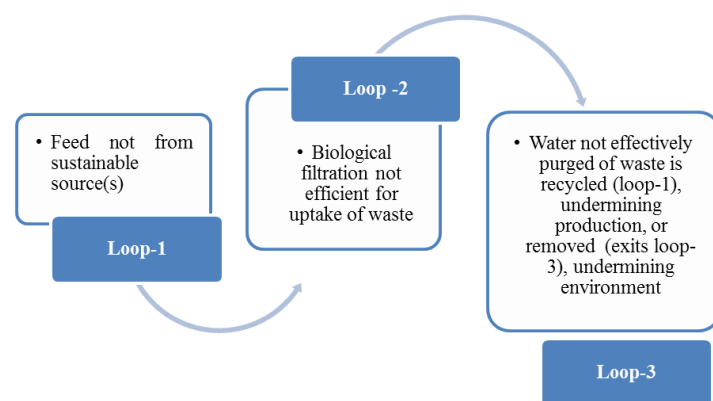 • Feed not from
sustainable
source(s)
Loop-1
Loop -2
• Biological
filtration not
efficient for
uptake of waste
• Water not effectively
purged of waste is
recycled (loop-1),
undermining
production, or
removed (exits loop-
3), undermining
environment
Loop-3